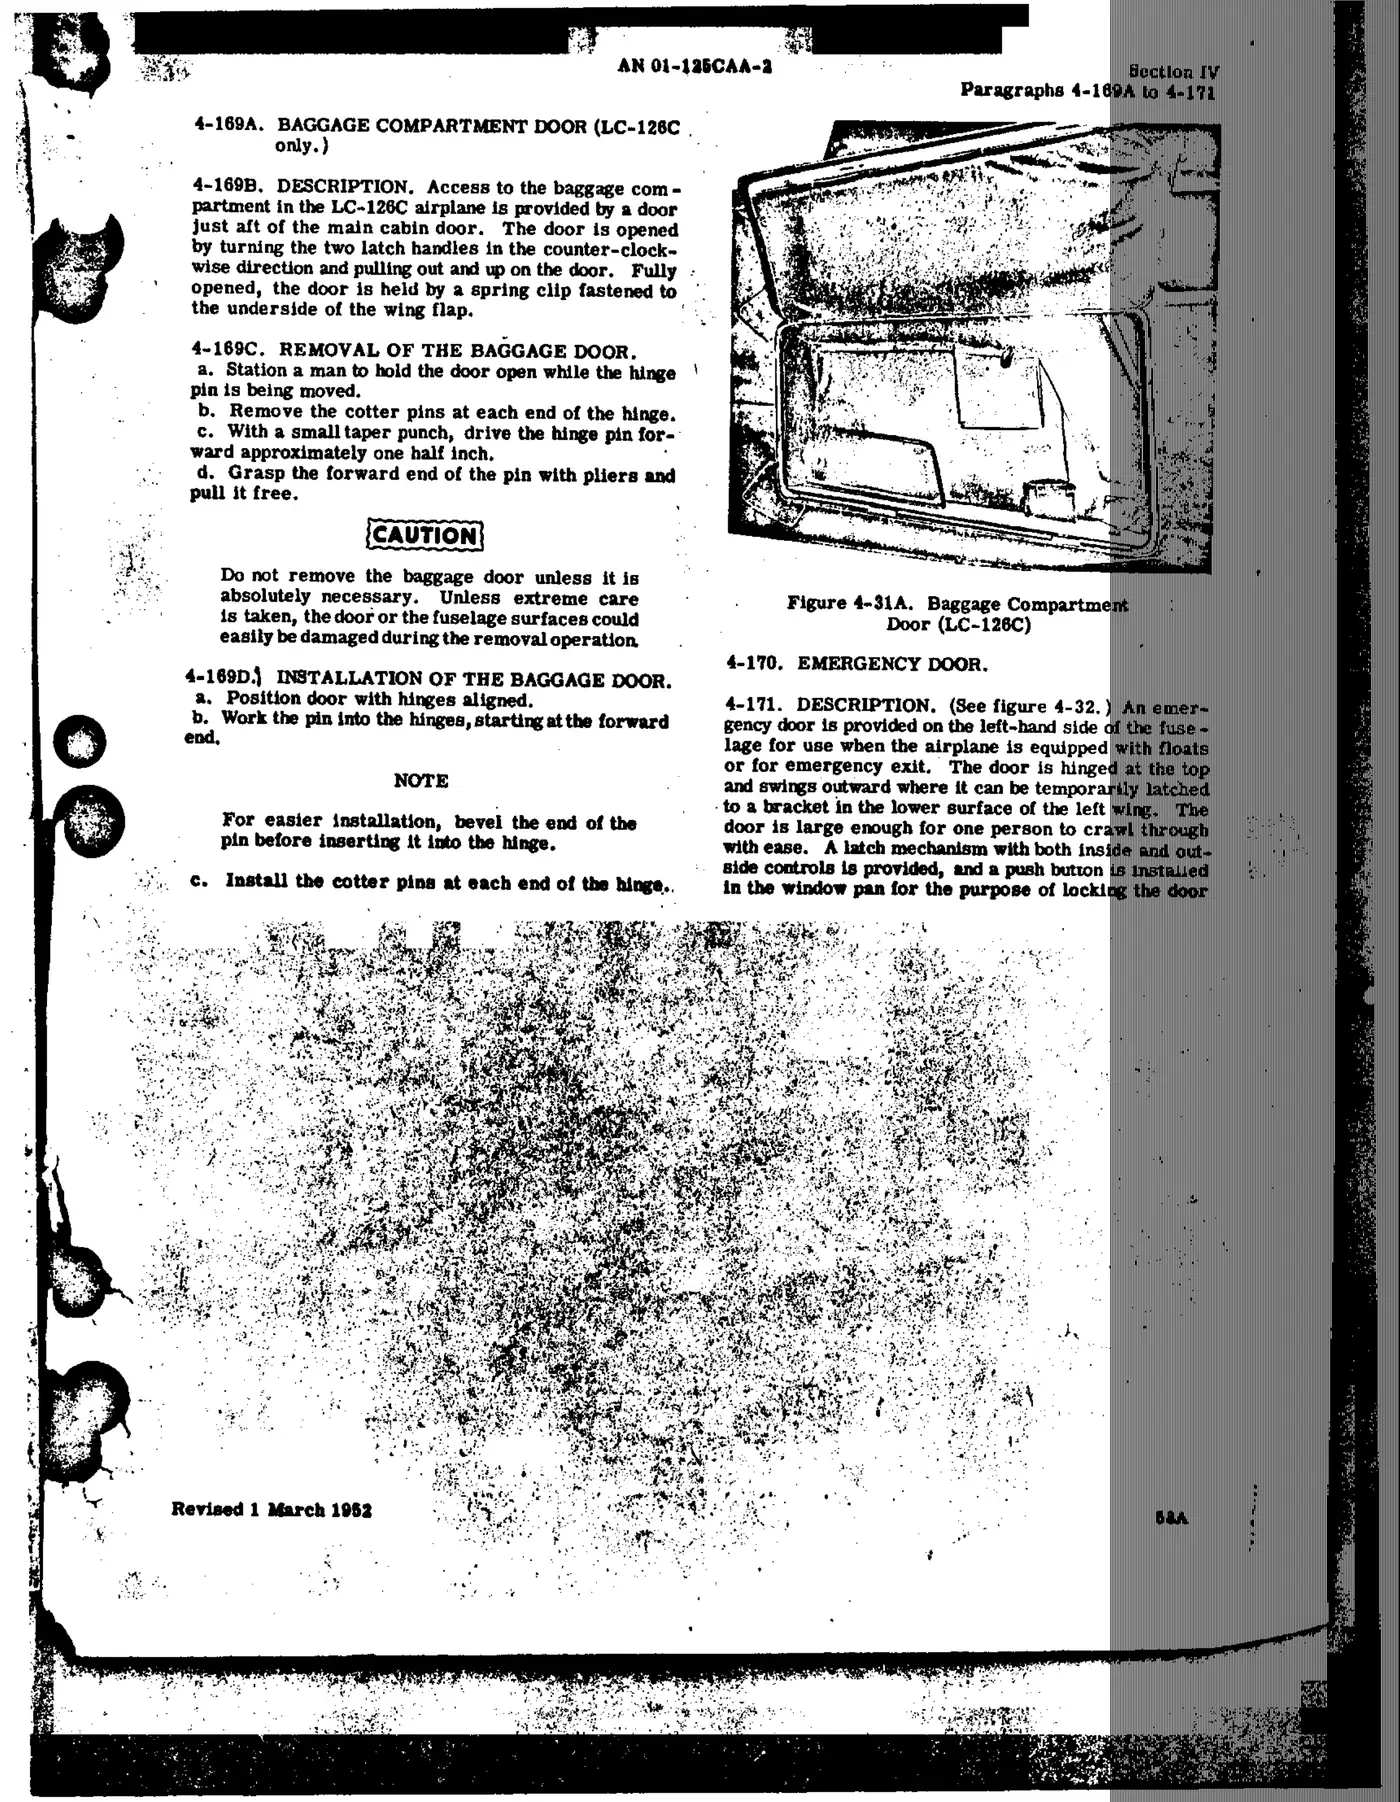 AN 01-125CAA-2
Section IV
Paragraphs 4-169A to 4-171
4-169A. BAGGAGE COMPARTMENT DOOR (LC-126C
only.)
4-169B. DESCRIPTION. Access to the baggage com-
partment in the LC-126C airplane is provided by a door
just aft of the main cabin door. The door is opened
by turning the two latch handles in the counter-clock-
wise direction and pulling out and up on the door. Fully
opened, the door is held by a spring clip fastened to
the underside of the wing flap.
4-169C. REMOVAL OF THE BAGGAGE DOOR.
a. Station a man to hold the door open while the hinge
pin is being moved.
b. Remove the cotter pins at each end of the hinge.
c. With a small taper punch, drive the hinge pin for-
ward approximately one half inch.
d. Grasp the forward end of the pin with pliers and
pull it free.
CAUTION
Do not remove the baggage door unless it is
absolutely necessary. Unless extreme care
is taken, the door or the fuselage surfaces could
easily be damaged during the removal operation.
4-169D. INSTALLATION OF THE BAGGAGE DOOR.
a. Position door with hinges aligned.
b. Work the pin into the hinges, starting at the forward
end.
NOTE
For easier installation, bevel the end of the
pin before inserting it into the hinge.
c. Install the cotter pins at each end of the hinge.
Figure 4-31A. Baggage Compartment
Door (LC-126C)
4-170. EMERGENCY DOOR.
4-171. DESCRIPTION. (See figure 4-32.) An emer-
gency door is provided on the left-hand side of the fuse-
lage for use when the airplane is equipped with floats
or for emergency exit. The door is hinged at the top
and swings outward where it can be temporarily latched
to a bracket in the lower surface of the left wing. The
door is large enough for one person to crawl through
with ease. A latch mechanism with both inside and out-
side controls is provided, and a push button is installed
in the window pan for the purpose of locking the door
Revised 1 March 1952